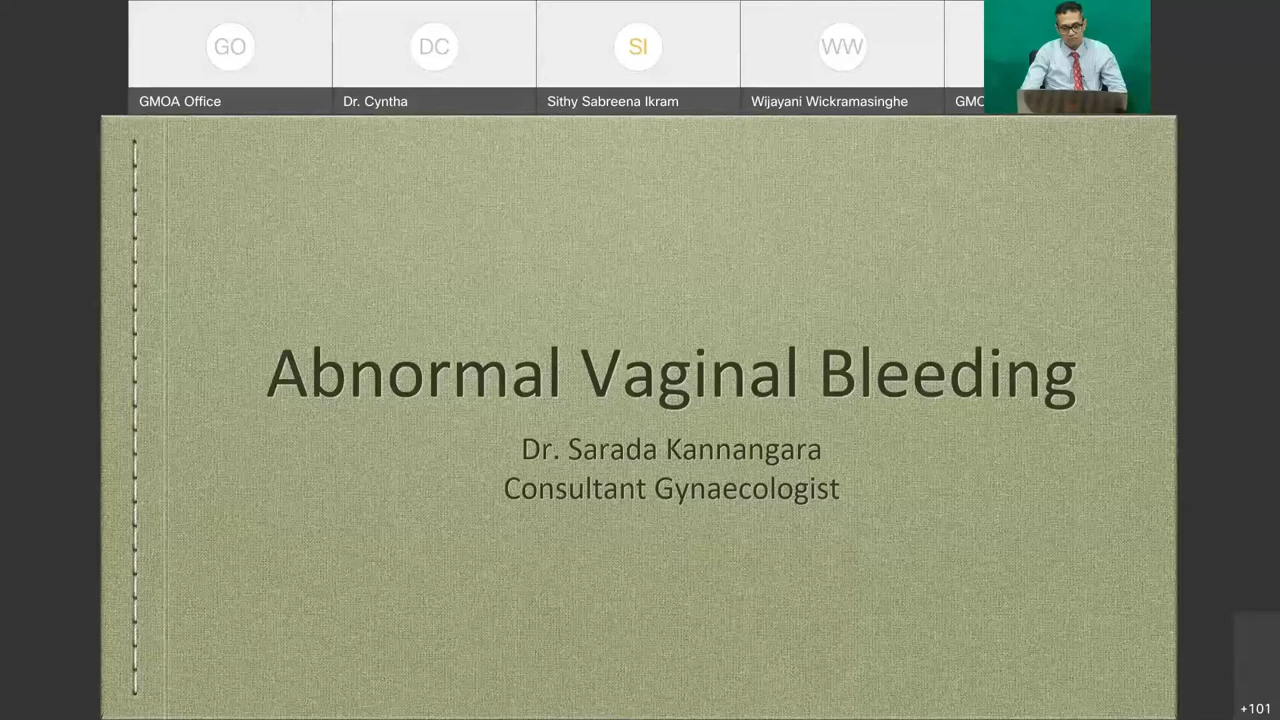 GO
DC
SI
WW
GMOA Office
Dr. Cyntha
Sithy Sabreena Ikram
Wijayani Wickramasinghe
GMO
Abnormal Vaginal Bleeding
Dr. Sarada Kannangara
Consultant Gynaecologist
+101